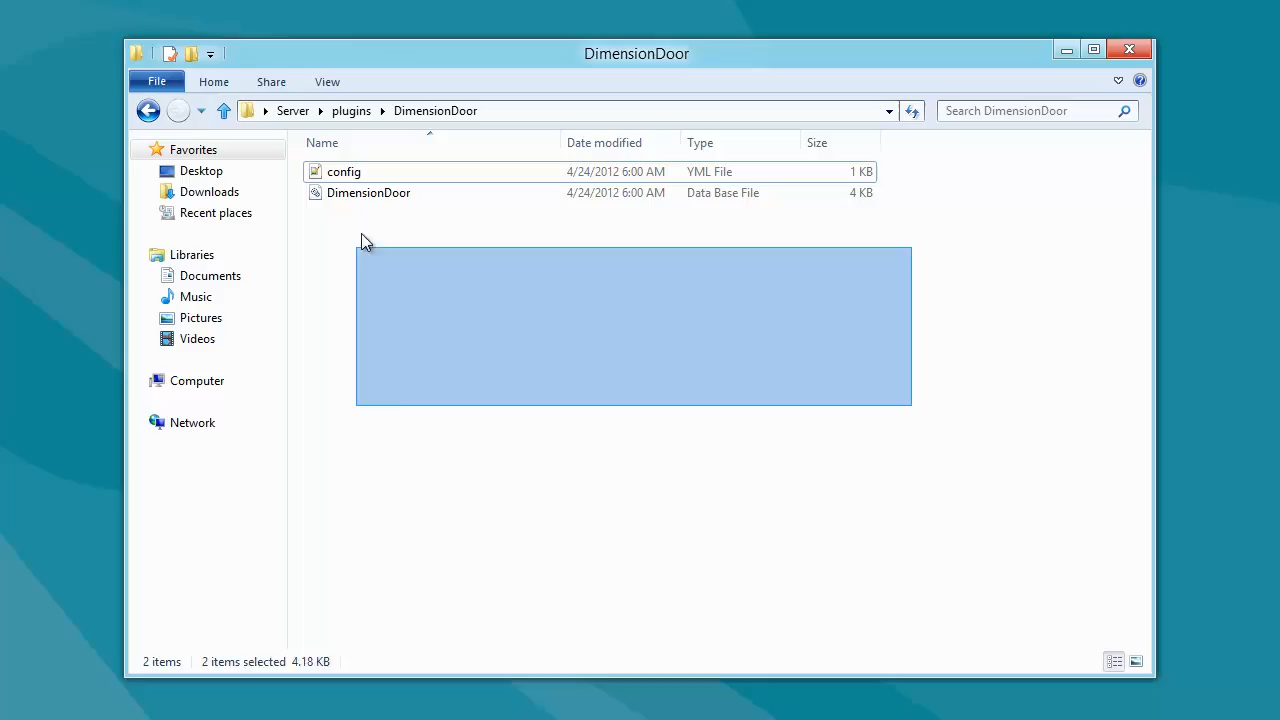 DimensionDoor
File Home Share View
Server plugins DimensionDoor Search DimensionDoor
Name Date modified Type Size
config 4/24/2012 6:00 AM YML File 1 KB
DimensionDoor 4/24/2012 6:00 AM Data Base File 4 KB
Favorites
Desktop
Downloads
Recent places
Libraries
Documents
Music
Pictures
Videos
Computer
Network
2 items 2 items selected 4.18 KB